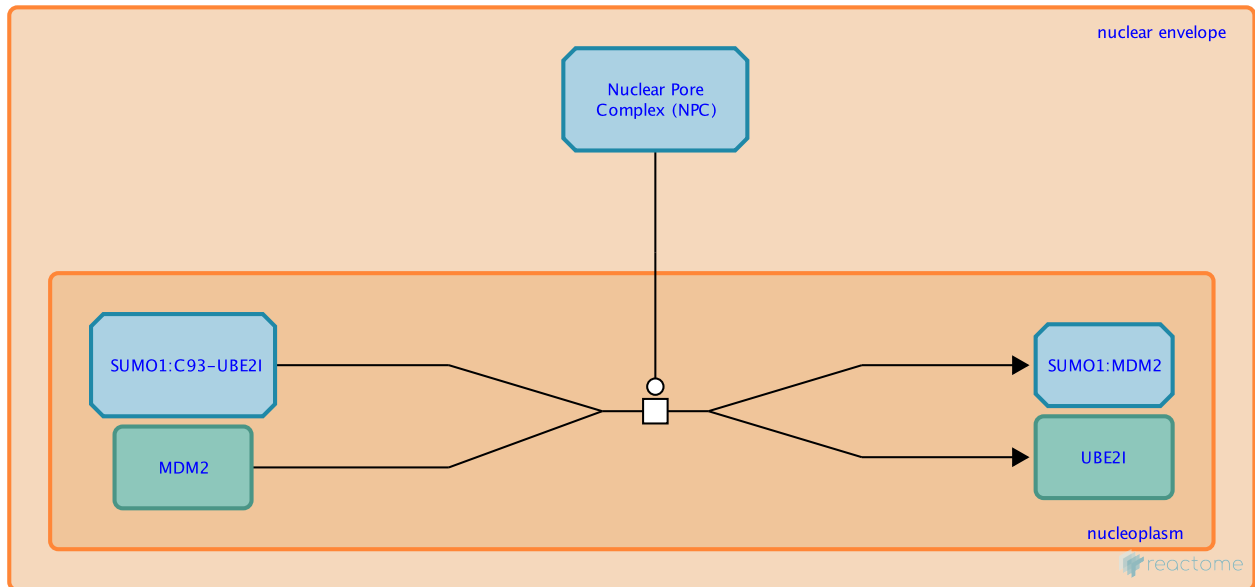 nuclear envelope
Nuclear Pore
Complex (NPC)
SUMO1:C93-UBE2I
SUMO1:MDM2
MDM2
UBE2I
nucleoplasm
reactome